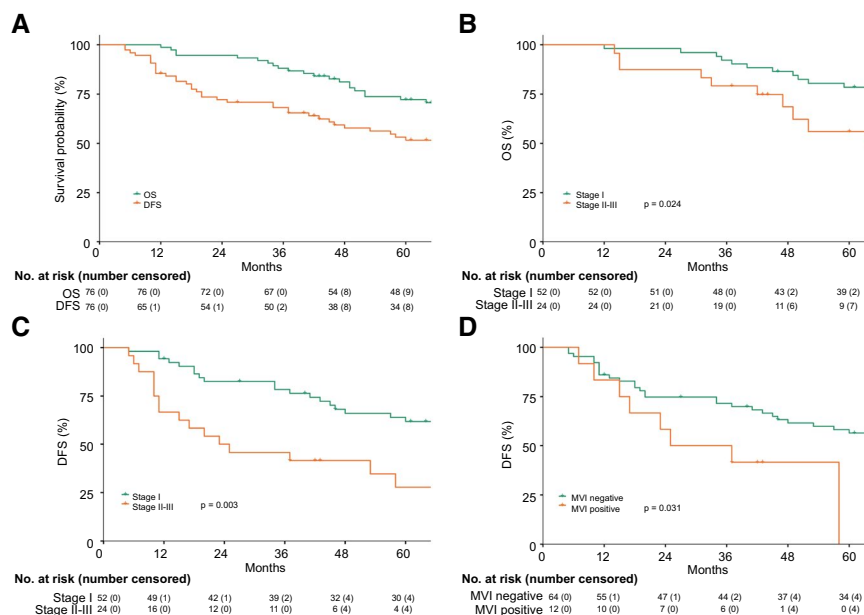 A
Survival probability (%)
100
75
50
25
0
OS
DFS
0 12 24 36 48 60
Months
No. at risk (number censored)
OS 76 (0) 76 (0) 72 (0) 67 (0) 54 (8) 48 (9)
DFS 76 (0) 65 (1) 54 (1) 50 (2) 38 (8) 34 (8)
B
OS (%)
100
75
50
25
0
Stage I
Stage II-III
p = 0.024
0 12 24 36 48 60
Months
No. at risk (number censored)
Stage I 52 (0) 52 (0) 51 (0) 48 (0) 43 (2) 39 (2)
Stage II-III 24 (0) 24 (0) 21 (0) 19 (0) 11 (6) 9 (7)
C
DFS (%)
100
75
50
25
0
Stage I
Stage II-III
p = 0.003
0 12 24 36 48 60
Months
No. at risk (number censored)
Stage I 52 (0) 49 (1) 42 (1) 39 (2) 32 (4) 30 (4)
Stage II-III 24 (0) 16 (0) 12 (0) 11 (0) 6 (4) 4 (4)
D
DFS (%)
100
75
50
25
0
MVI negative
MVI positive
p = 0.031
0 12 24 36 48 60
Months
No. at risk (number censored)
MVI negative 64 (0) 55 (1) 47 (1) 44 (2) 37 (4) 34 (4)
MVI positive 12 (0) 10 (0) 7 (0) 6 (0) 1 (4) 0 (4)